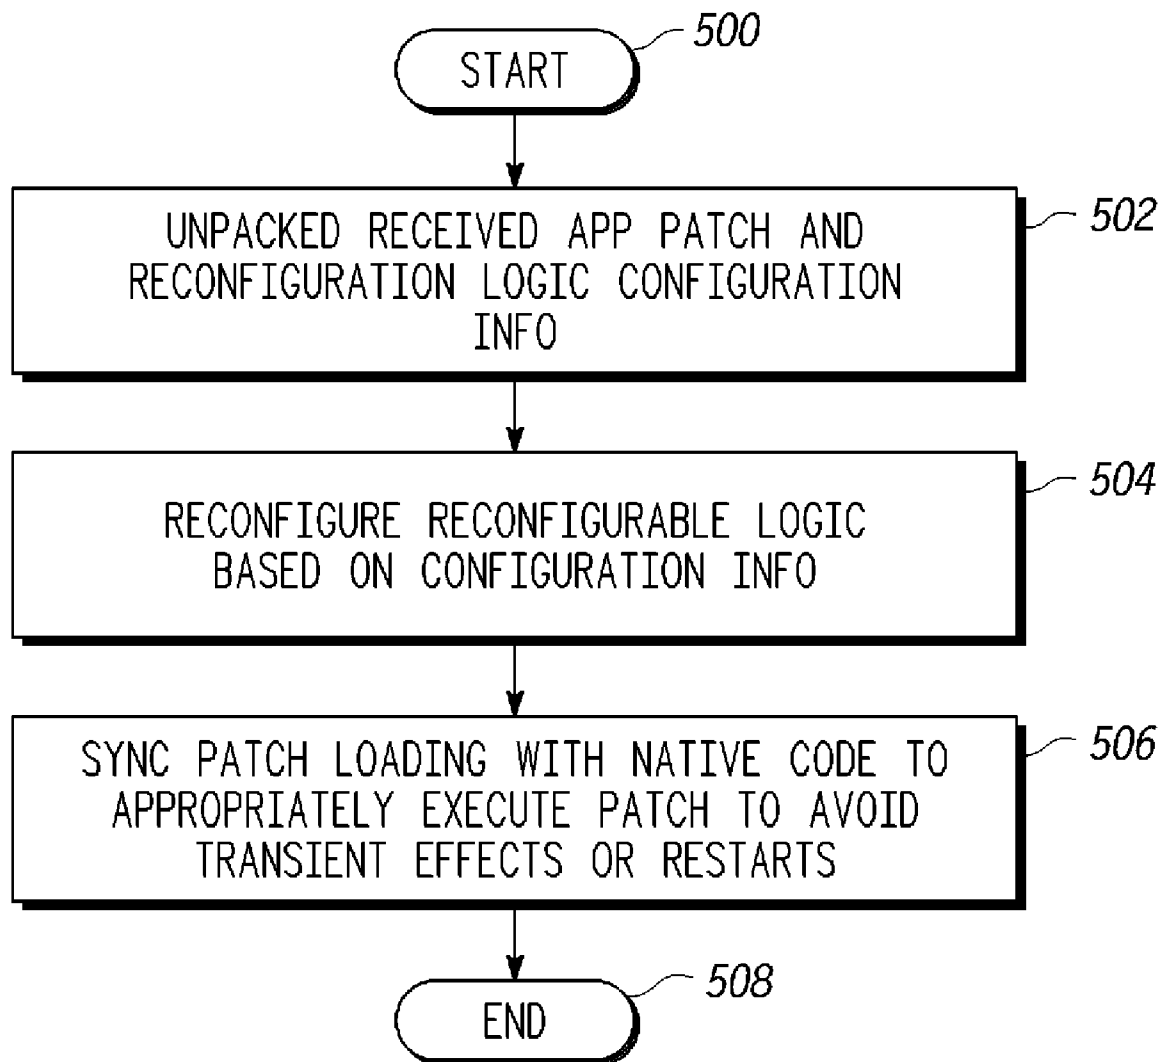 500
START
502
UNPACKED RECEIVED APP PATCH AND
RECONFIGURATION LOGIC CONFIGURATION
INFO
504
RECONFIGURE RECONFIGURABLE LOGIC
BASED ON CONFIGURATION INFO
506
SYNC PATCH LOADING WITH NATIVE CODE TO
APPROPRIATELY EXECUTE PATCH TO AVOID
TRANSIENT EFFECTS OR RESTARTS
508
END